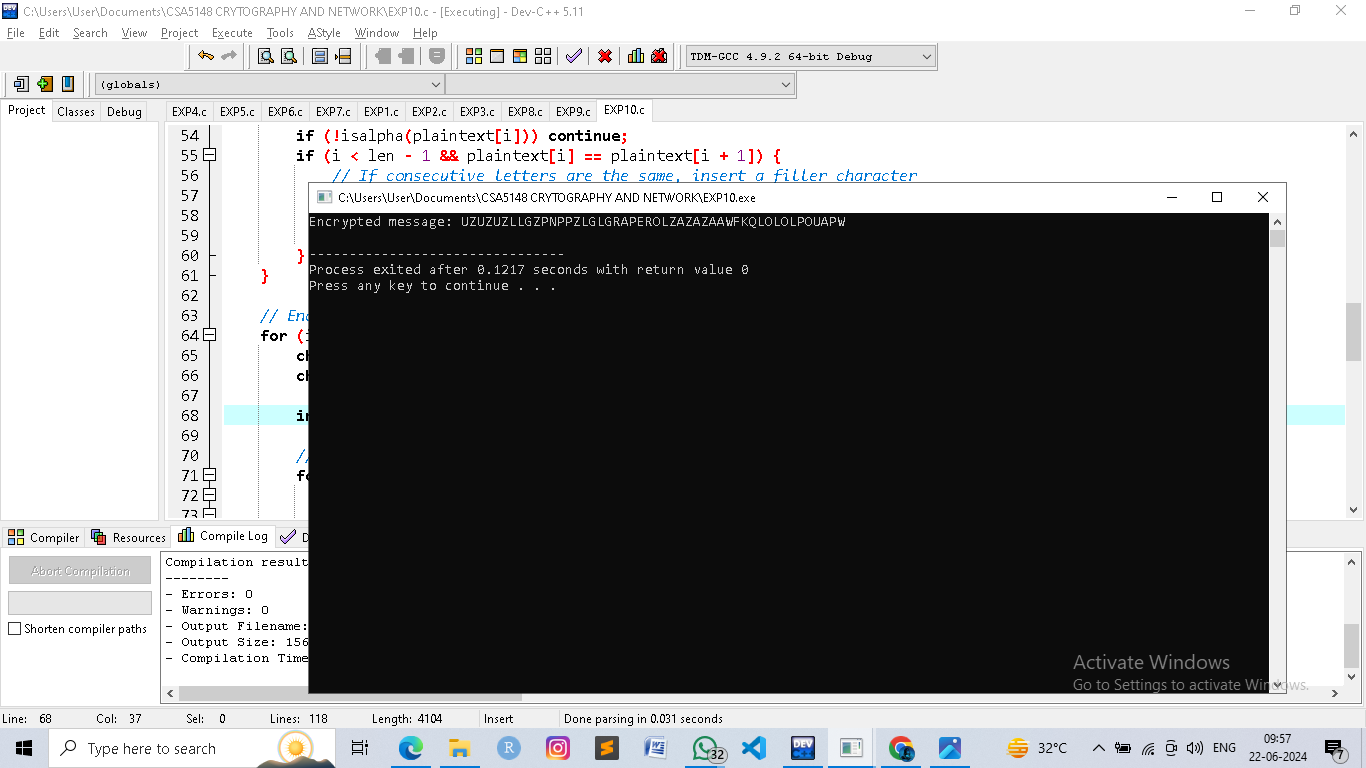 C:\Users\User\Documents\CSA5148 CRYTOGRAPHY AND NETWORK\EXP10.c - [Executing] - Dev-C++ 5.11
File Edit Search View Project Execute Tools AStyle Window Help
TDM-GCC 4.9.2 64-bit Debug
(globals)
Project Classes Debug
EXP4.c EXP5.c EXP6.c EXP7.c EXP1.c EXP2.c EXP3.c EXP8.c EXP9.c EXP10.c
54 if (!isalpha(plaintext[i])) continue;
55 if (i < len - 1 && plaintext[i] == plaintext[i + 1]) {
56 // If consecutive letters are the same, insert a filler character
57
58
59
60 }
61 }
62
63 // En
64 for (
65 c
66 c
67
68 i
69
70 //
71 f
72
73
C:\Users\User\Documents\CSA5148 CRYTOGRAPHY AND NETWORK\EXP10.exe
Encrypted message: UZUZUZLLGZPNPPZLGLGRAPEROLZAZAZAAWFKQLOLOLPOUAPW
--------------------------------
Process exited after 0.1217 seconds with return value 0
Press any key to continue . . .
Compiler Resources Compile Log D
Abort Compilation
Shorten compiler paths
Compilation result
--------
- Errors: 0
- Warnings: 0
- Output Filename:
- Output Size: 156
- Compilation Time
Activate Windows
Go to Settings to activate Windows.
Line: 68 Col: 37 Sel: 0 Lines: 118 Length: 4104 Insert Done parsing in 0.031 seconds
Type here to search
32
32°C
ENG
09:57
22-06-2024
7